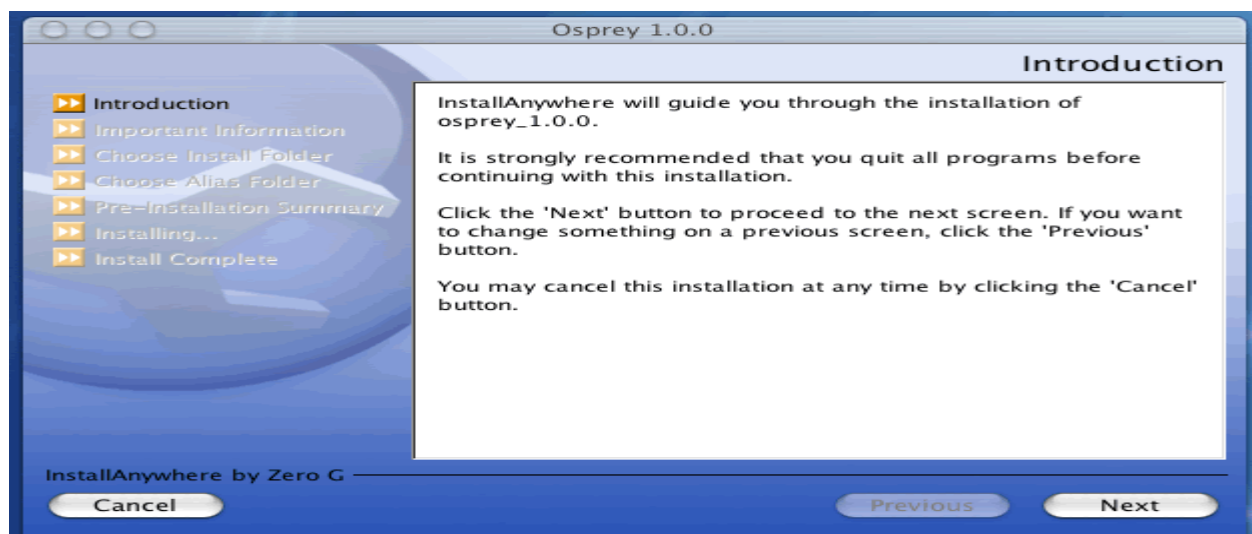 Osprey 1.0.0
Introduction
Introduction
Important Information
Choose Install Folder
Choose Alias Folder
Pre-Installation Summary
Installing...
Install Complete
InstallAnywhere will guide you through the installation of
osprey_1.0.0.
It is strongly recommended that you quit all programs before
continuing with this installation.
Click the 'Next' button to proceed to the next screen. If you want
to change something on a previous screen, click the 'Previous'
button.
You may cancel this installation at any time by clicking the 'Cancel'
button.
InstallAnywhere by Zero G
Cancel
Previous
Next